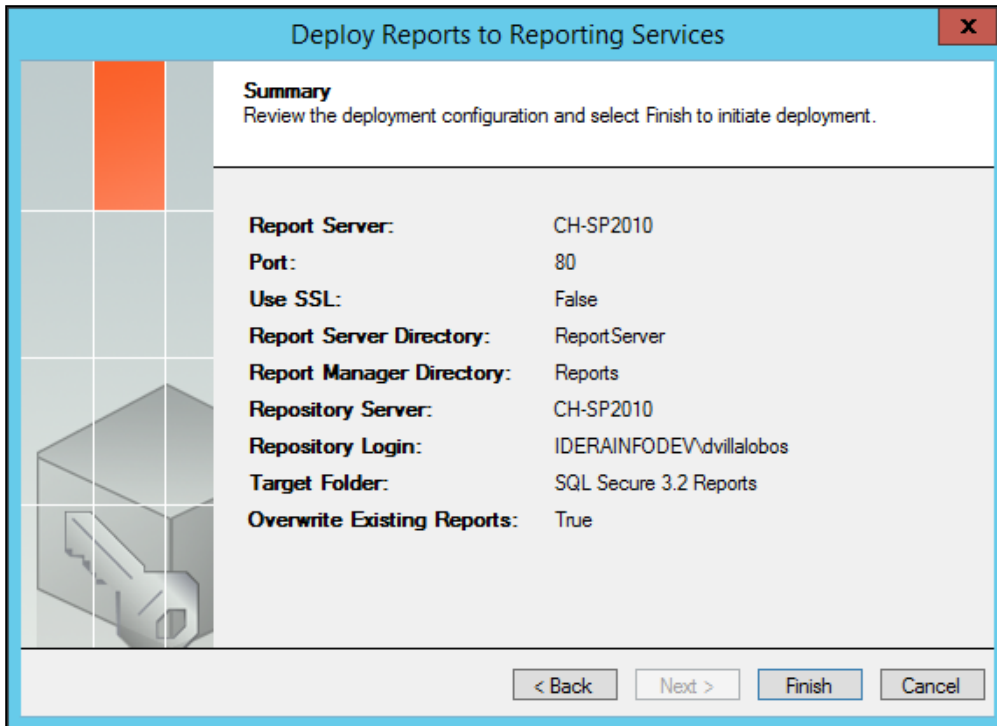 Deploy Reports to Reporting Services
x
Summary
Review the deployment configuration and select Finish to initiate deployment.
Report Server: CH-SP2010
Port: 80
Use SSL: False
Report Server Directory: ReportServer
Report Manager Directory: Reports
Repository Server: CH-SP2010
Repository Login: IDERAINFODEV\dvillalobos
Target Folder: SQL Secure 3.2 Reports
Overwrite Existing Reports: True
< Back Next > Finish Cancel